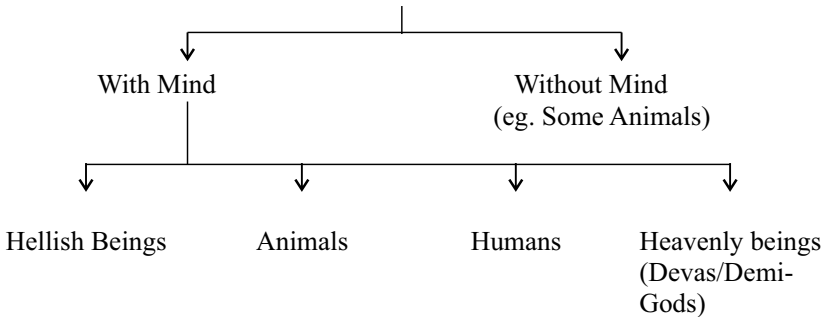 With Mind
Without Mind
(eg. Some Animals)
Hellish Beings
Animals
Humans
Heavenly beings
(Devas/Demi-
Gods)